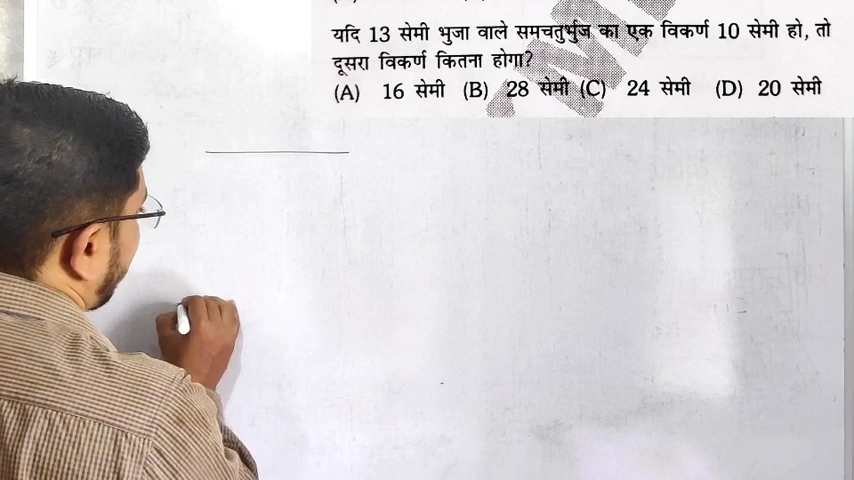 यदि 13 सेमी भुजा वाले समचतुर्भुज का एक विकर्ण 10 सेमी हो, तो
दूसरा विकर्ण कितना होगा?
(A) 16 सेमी (B) 28 सेमी (C) 24 सेमी (D) 20 सेमी